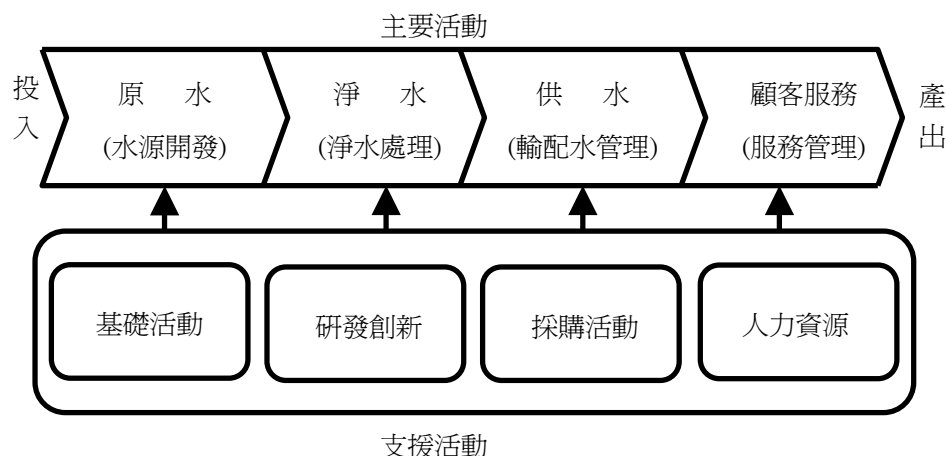 主要活動
投入
原 水
(水源開發)
淨 水
(淨水處理)
供 水
(輸配水管理)
顧客服務
(服務管理)
產出
基礎活動
研發創新
採購活動
人力資源
支援活動